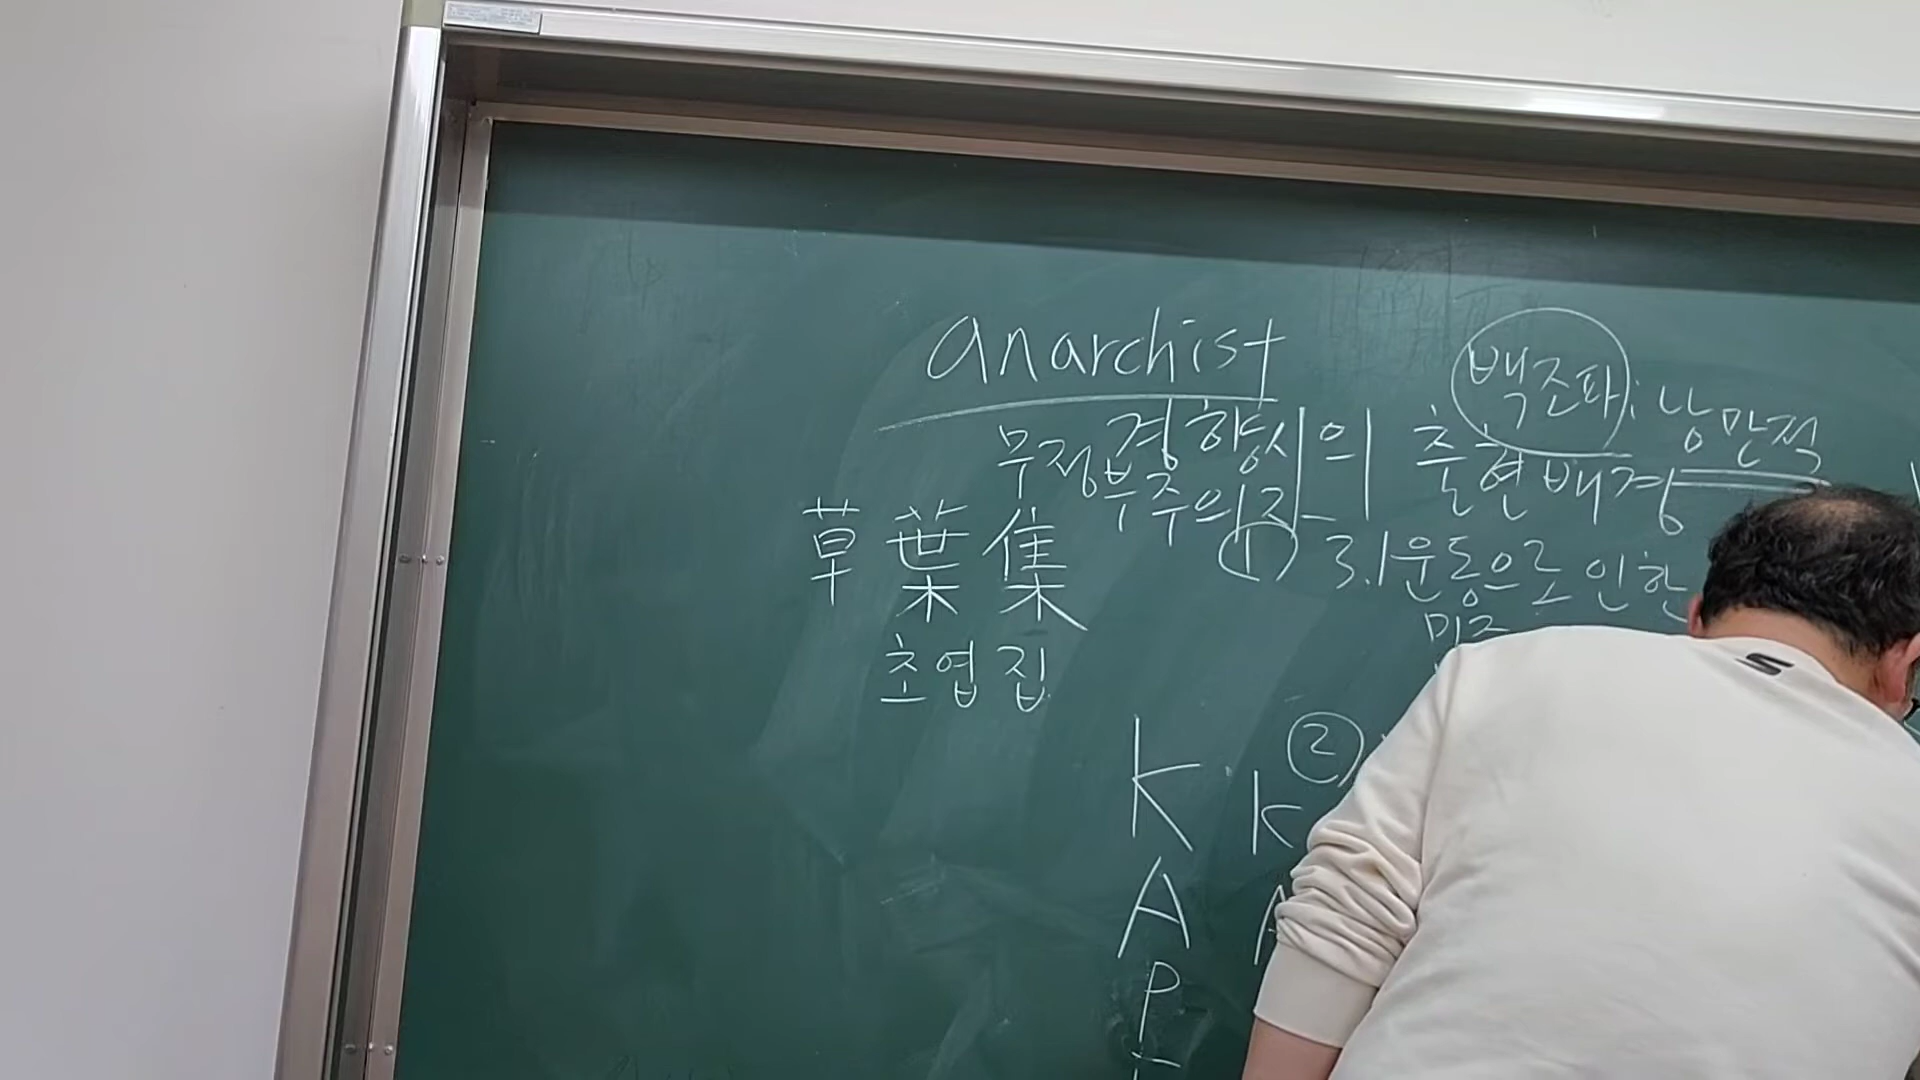 anarchist
백조파: 낭만적
경향시의 출현배경
무정부주의자
草葉集
① 3.1운동으로 인한
초엽집
②
K
A
P
K
A